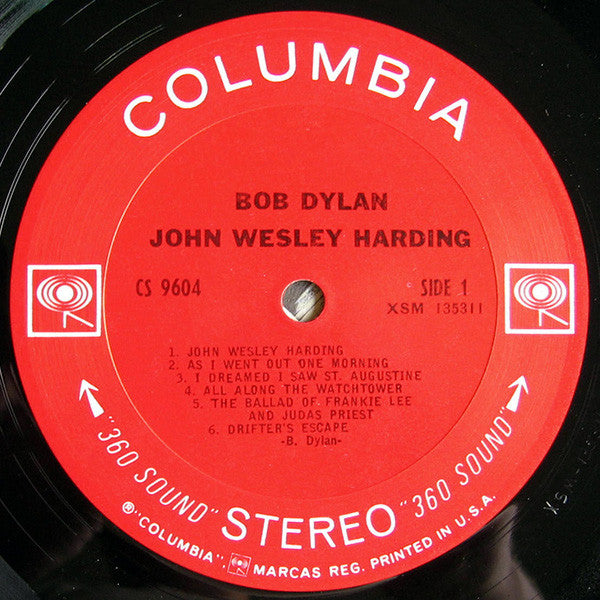 COLUMBIA
BOB DYLAN
JOHN WESLEY HARDING
CS 9604
SIDE 1
XSM 135311
1. JOHN WESLEY HARDING
2. AS I WENT OUT ONE MORNING
3. I DREAMED I SAW ST. AUGUSTINE
4. ALL ALONG THE WATCHTOWER
5. THE BALLAD OF FRANKIE LEE
AND JUDAS PRIEST
6. DRIFTER'S ESCAPE
-B. Dylan-
"360 SOUND" STEREO "360 SOUND"
® "COLUMBIA", MARCAS REG. PRINTED IN U.S.A.